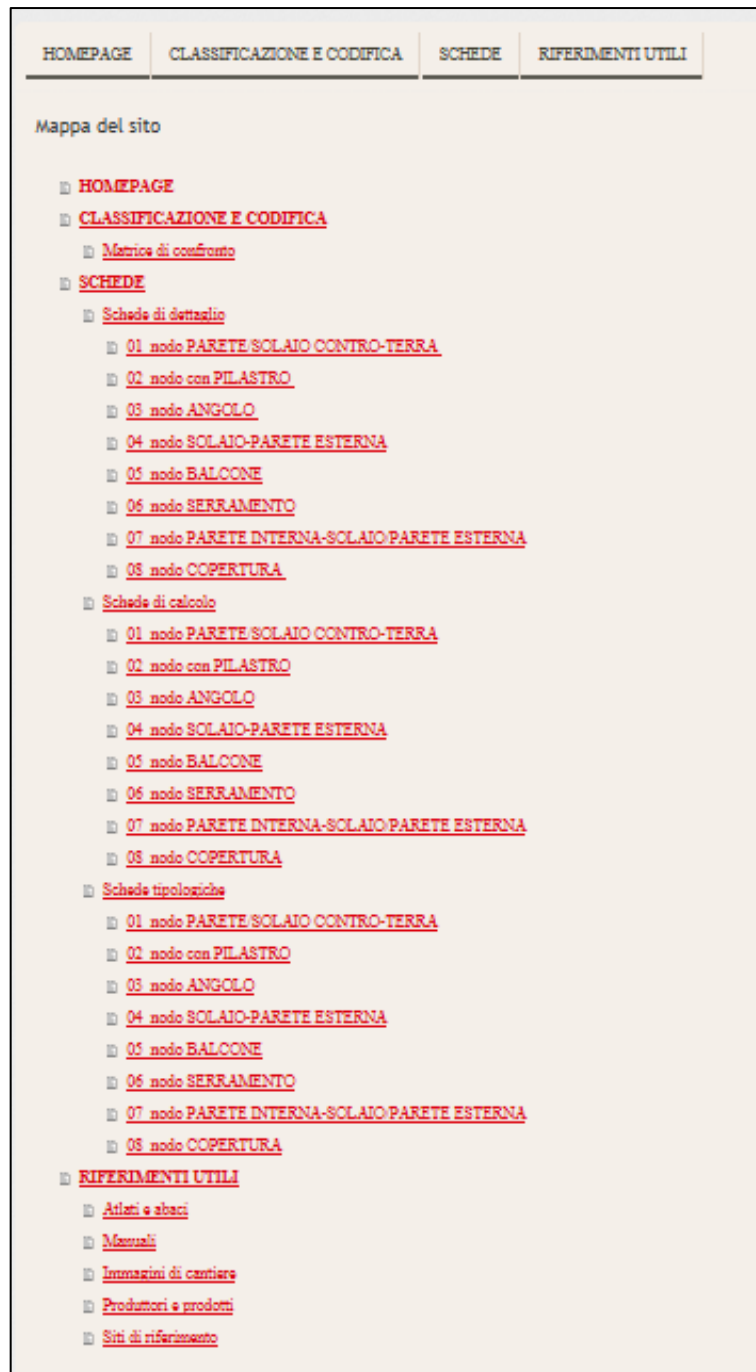 HOMEPAGE CLASSIFICAZIONE E CODIFICA SCHEDE RIFERIMENTI UTILI
Mappa del sito
HOMEPAGE
CLASSIFICAZIONE E CODIFICA
Matrice di confronto
SCHEDE
Schede di dettaglio
01 nodo PARETE/SOLAIO CONTRO-TERRA
02 nodo con PILASTRO
03 nodo ANGOLO
04 nodo SOLAIO-PARETE ESTERNA
05 nodo BALCONE
06 nodo SERRAMENTO
07 nodo PARETE INTERNA-SOLAIO/PARETE ESTERNA
08 nodo COPERTURA
Schede di calcolo
01 nodo PARETE/SOLAIO CONTRO-TERRA
02 nodo con PILASTRO
03 nodo ANGOLO
04 nodo SOLAIO-PARETE ESTERNA
05 nodo BALCONE
06 nodo SERRAMENTO
07 nodo PARETE INTERNA-SOLAIO/PARETE ESTERNA
08 nodo COPERTURA
Schede tipologiche
01 nodo PARETE/SOLAIO CONTRO-TERRA
02 nodo con PILASTRO
03 nodo ANGOLO
04 nodo SOLAIO-PARETE ESTERNA
05 nodo BALCONE
06 nodo SERRAMENTO
07 nodo PARETE INTERNA-SOLAIO/PARETE ESTERNA
08 nodo COPERTURA
RIFERIMENTI UTILI
Atlati e abaci
Manuali
Immagini di cantiere
Produttori e prodotti
Siti di riferimento